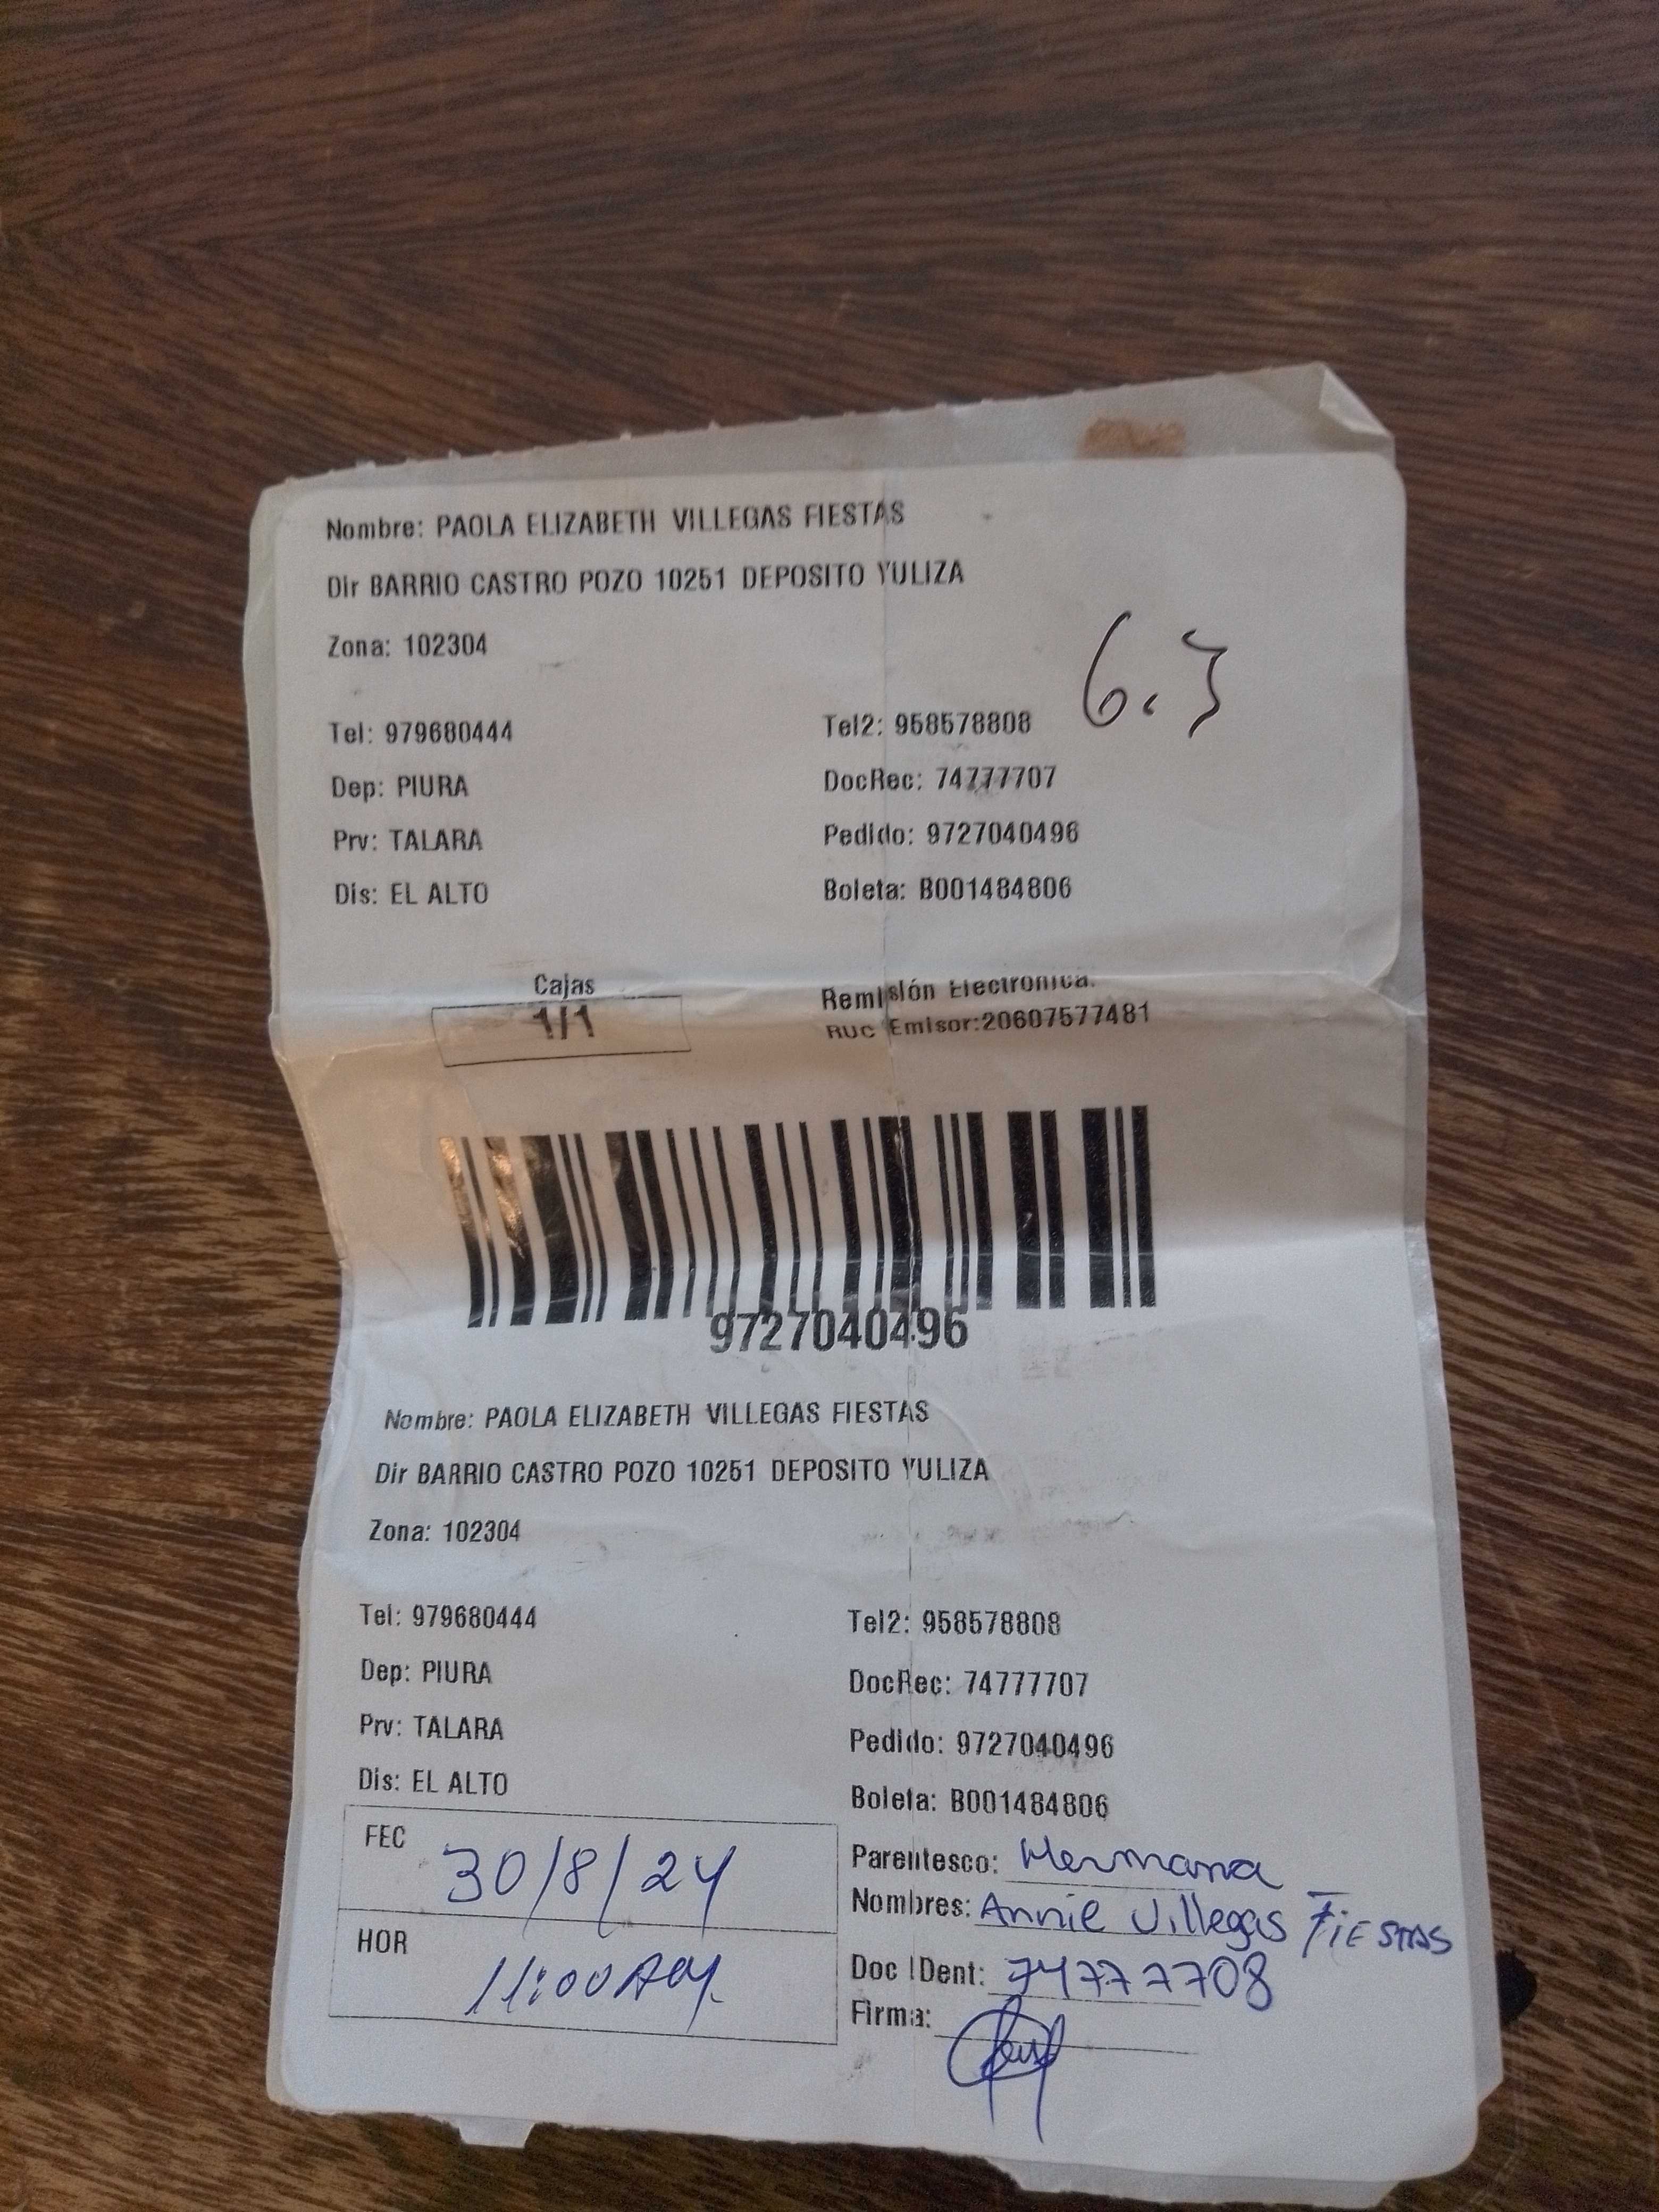 Nombre: PAOLA ELIZABETH VILLEGAS FIESTAS
Dir BARRIO CASTRO POZO 10251 DEPOSITO YULIZA
Zona: 102304
6.3
Tel: 979680444 Tel2: 958578808
Dep: PIURA DocRec: 74777707
Prv: TALARA Pedido: 9727040496
Dis: EL ALTO Boleta: B001484806
Cajas Remisión Electronica.
1/1 RUC Emisor:20607577481
9727040496
Nombre: PAOLA ELIZABETH VILLEGAS FIESTAS
Dir BARRIO CASTRO POZO 10251 DEPOSITO YULIZA
Zona: 102304
Tel: 979680444 Tel2: 958578808
Dep: PIURA DocRec: 74777707
Prv: TALARA Pedido: 9727040496
Dis: EL ALTO Boleta: B001484806
FEC 30/8/24
HOR 11:00 AM
Parentesco: Hermana
Nombres: Annie Villegas FIESTAS
Doc IDent: 74777708
Firma: